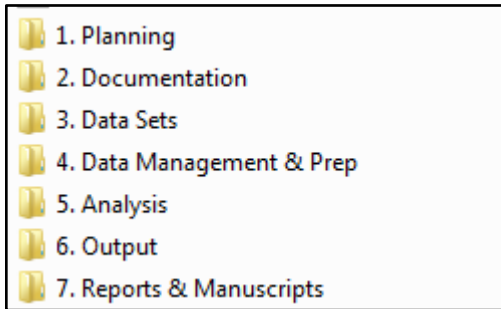 1. Planning
2. Documentation
3. Data Sets
4. Data Management & Prep
5. Analysis
6. Output
7. Reports & Manuscripts